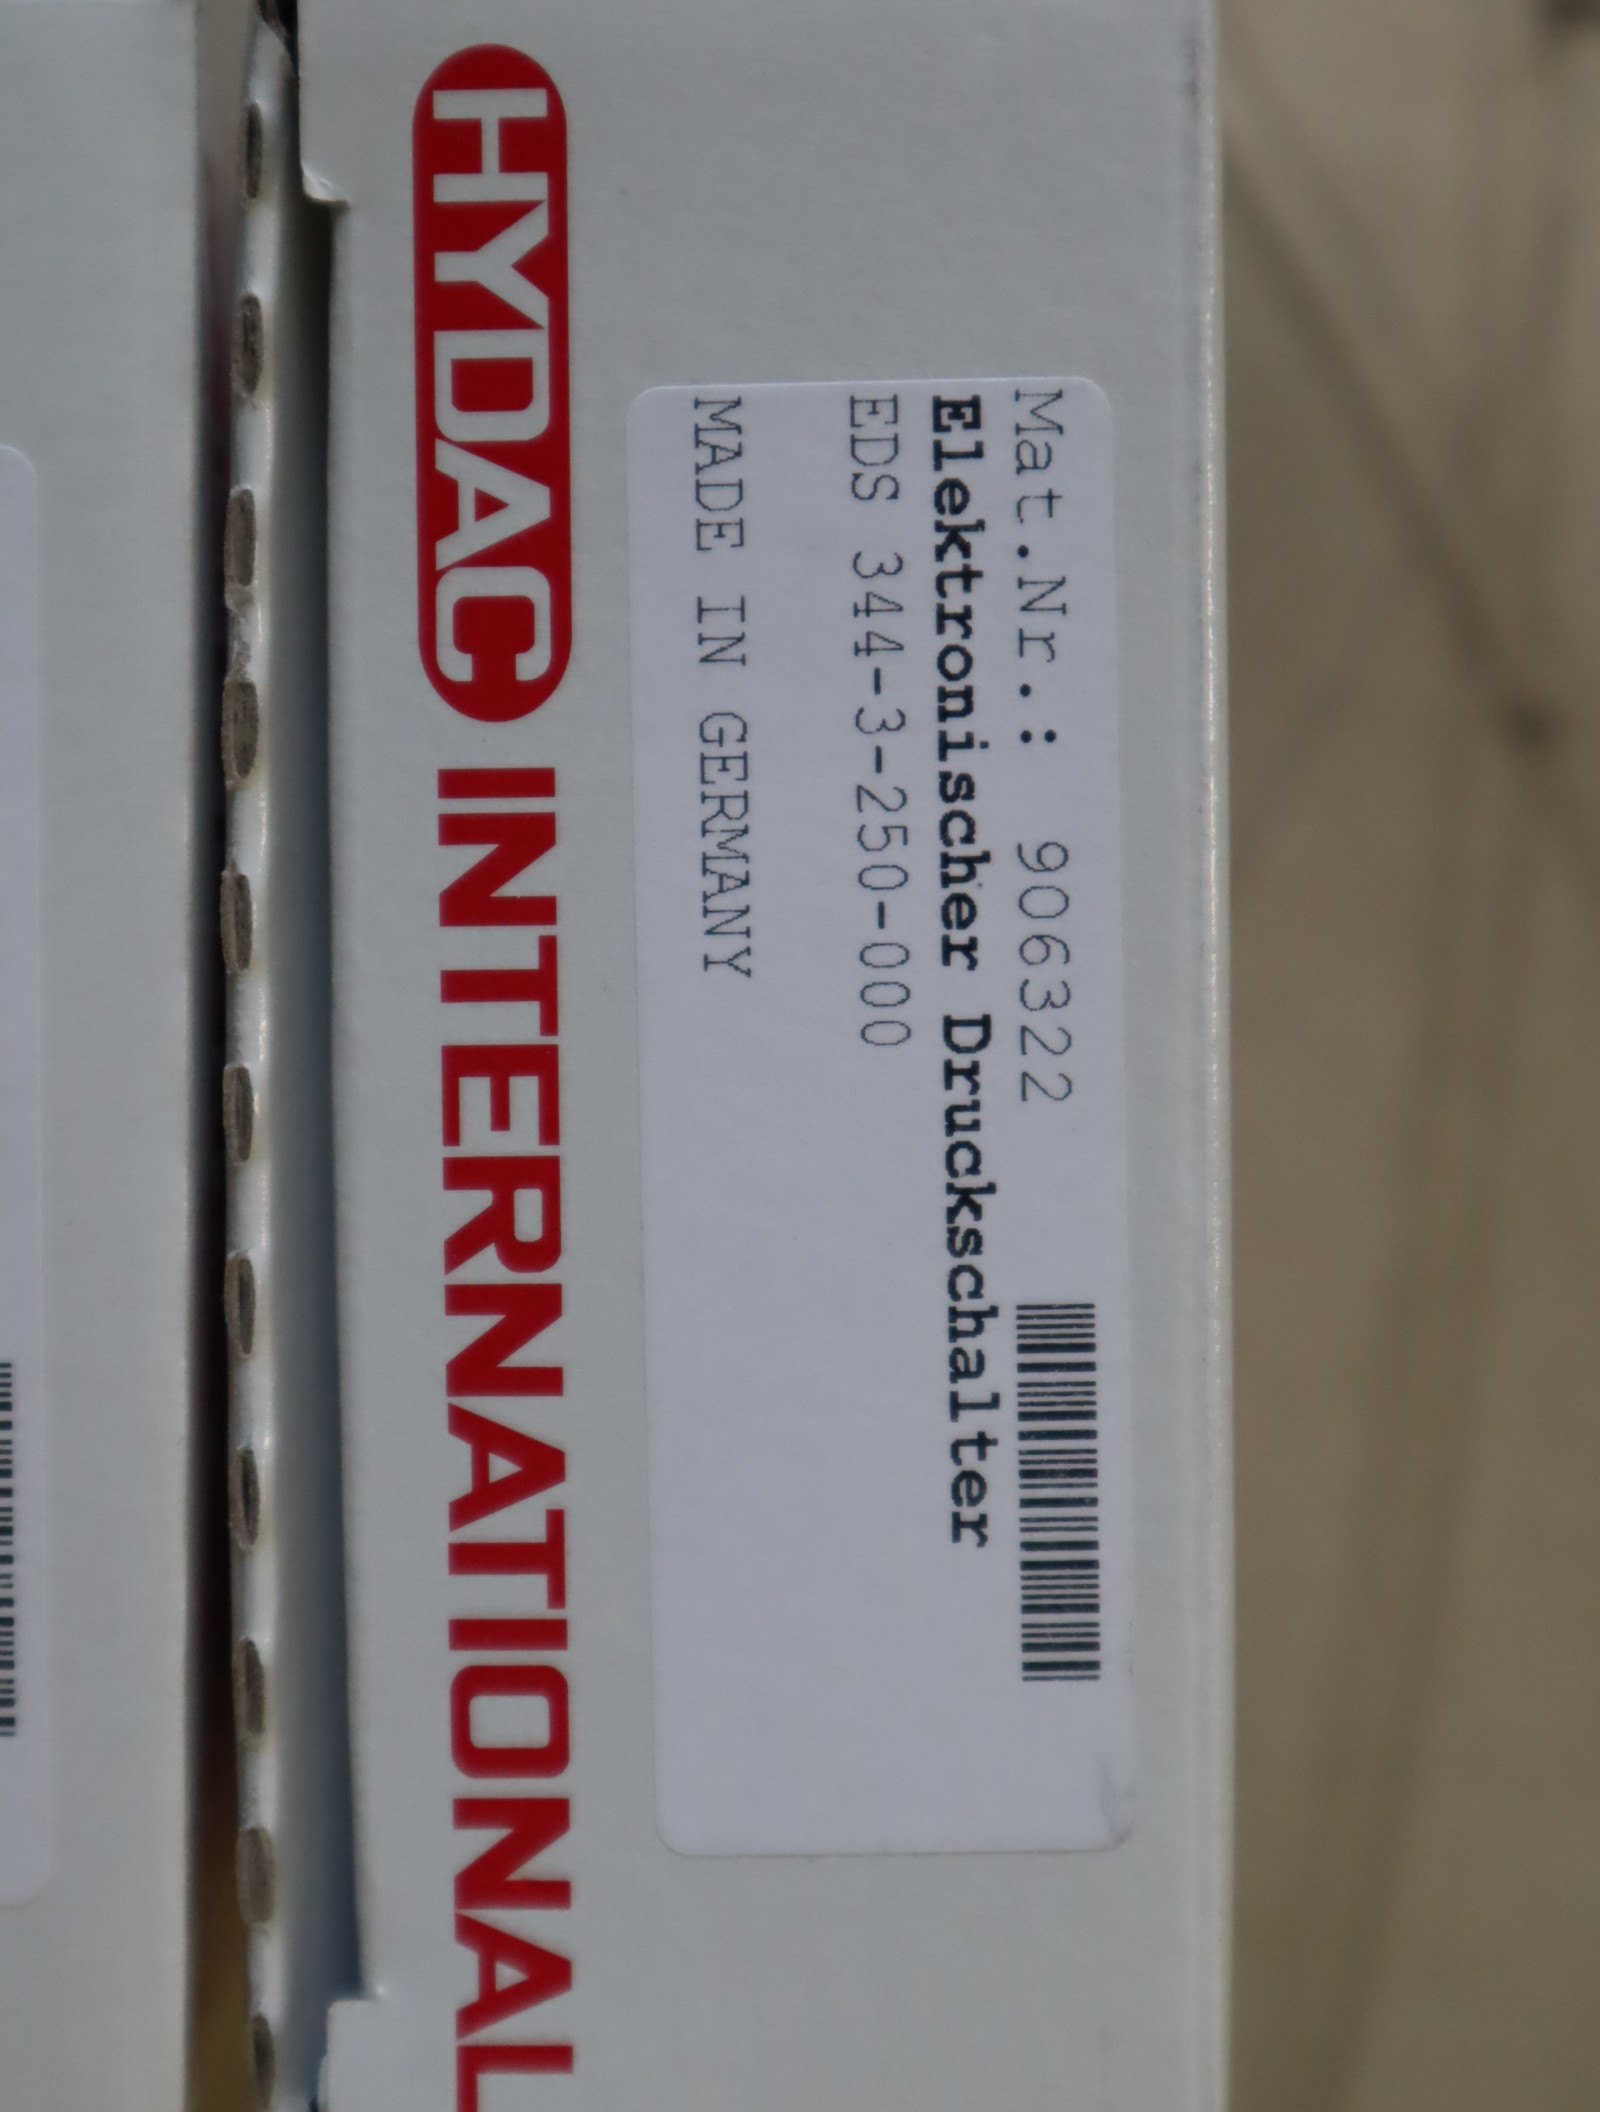 Mat.Nr.: 906322
Elektronischer Druckschalter
EDS 344-3-250-000
MADE IN GERMANY
HYDAC INTERNATIONAL